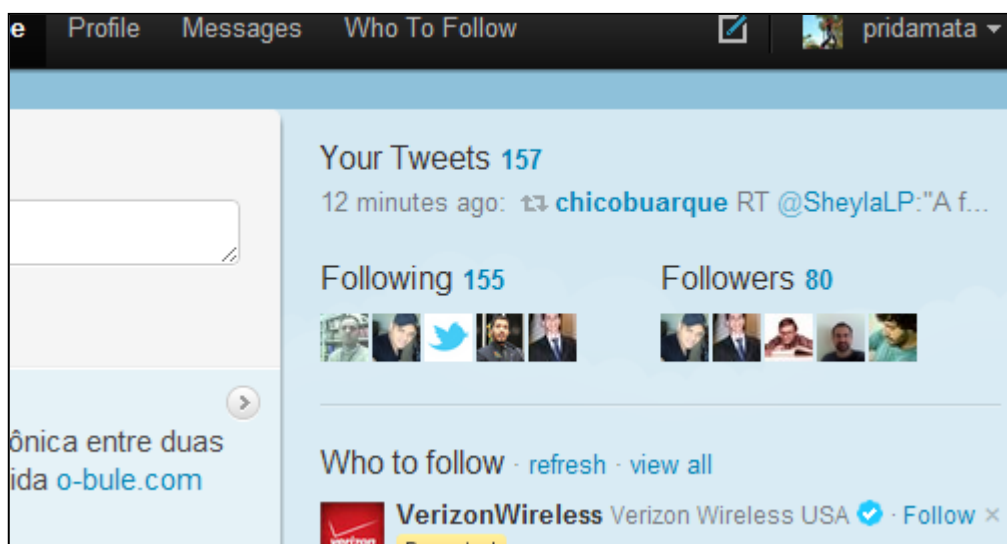 e Profile Messages Who To Follow pridamata
Your Tweets 157
12 minutes ago: chicobuarque RT @SheylaLP:"A f...
Following 155 Followers 80
ônica entre duas
ida o-bule.com
Who to follow · refresh · view all
VerizonWireless Verizon Wireless USA · Follow ×
verizon